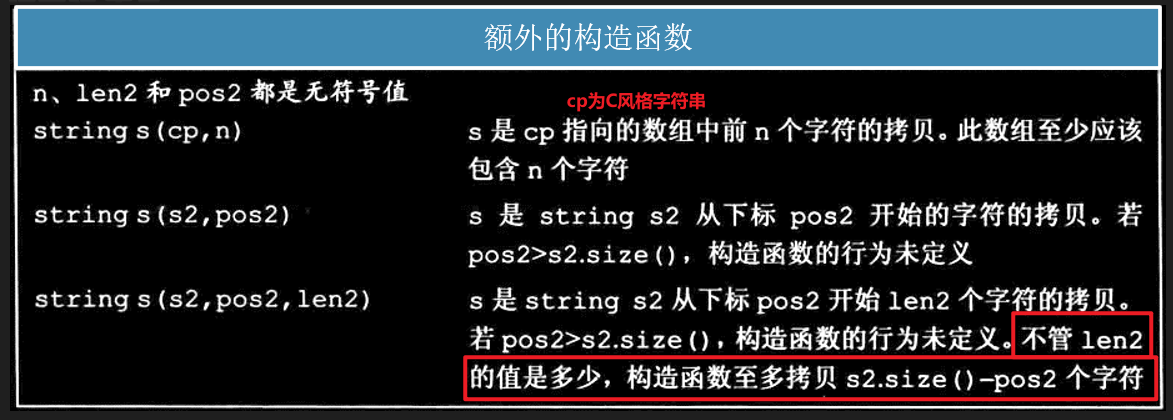 额外的构造函数
n、len2 和 pos2 都是无符号值
cp为C风格字符串
string s(cp,n)
s 是 cp 指向的数组中前 n 个字符的拷贝。此数组至少应该
包含 n 个字符
string s(s2,pos2)
s 是 string s2 从下标 pos2 开始的字符的拷贝。若
pos2>s2.size()，构造函数的行为未定义
string s(s2,pos2,len2)
s 是 string s2 从下标 pos2 开始 len2 个字符的拷贝。
若 pos2>s2.size()，构造函数的行为未定义。不管 len2
的值是多少，构造函数至多拷贝 s2.size()-pos2 个字符